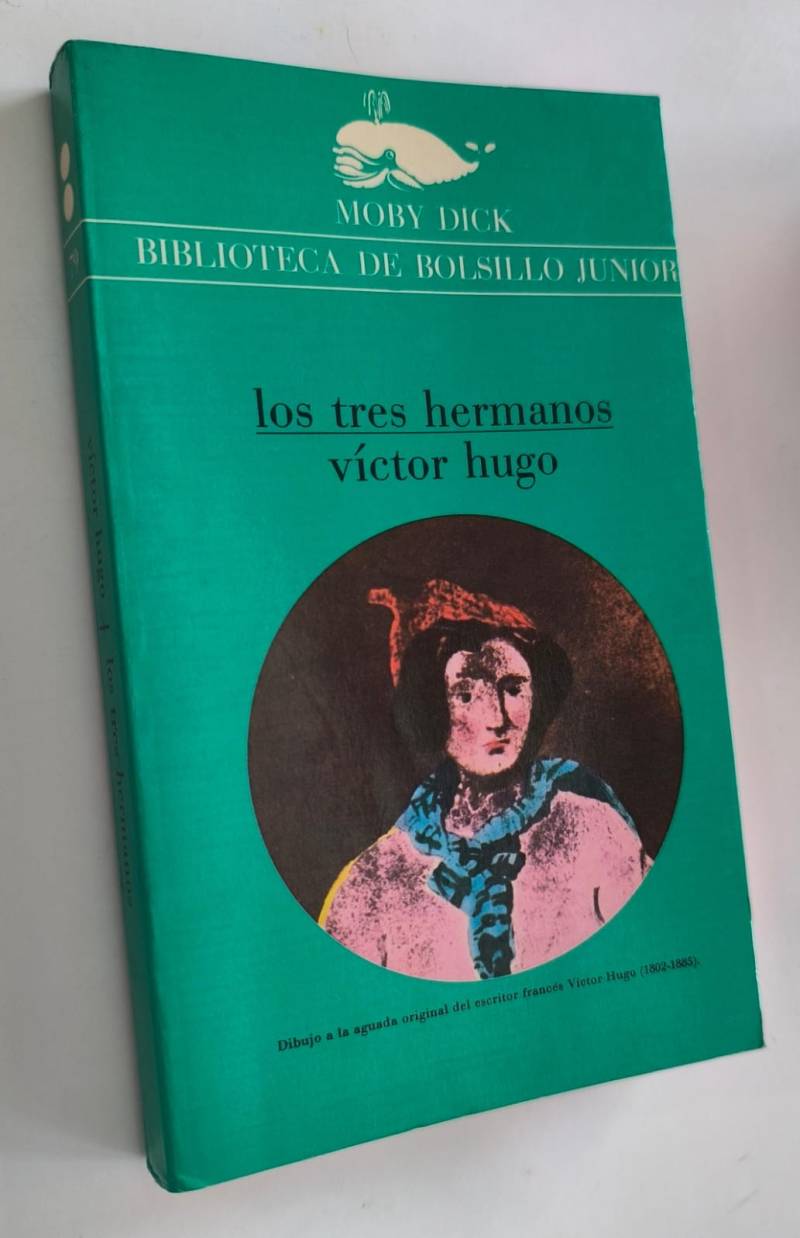 MOBY DICK
BIBLIOTECA DE BOLSILLO JUNIOR
los tres hermanos
víctor hugo
Dibujo a la aguada original del escritor francés Víctor Hugo (1802-1885).
víctor hugo + los tres hermanos